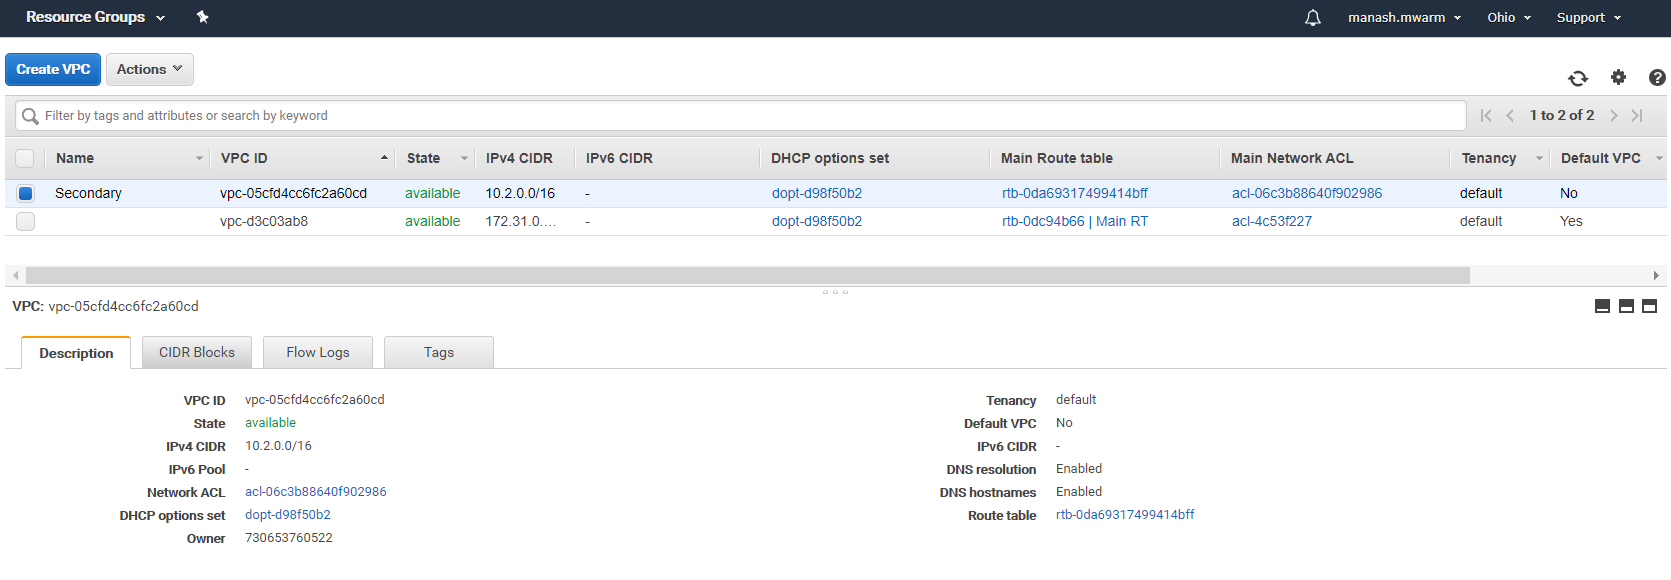 Resource Groups manash.mwarm Ohio Support
Create VPC Actions
Filter by tags and attributes or search by keyword 1 to 2 of 2
Name VPC ID State IPv4 CIDR IPv6 CIDR DHCP options set Main Route table Main Network ACL Tenancy Default VPC
Secondary vpc-05cfd4cc6fc2a60cd available 10.2.0.0/16 - dopt-d98f50b2 rtb-0da69317499414bff acl-06c3b88640f902986 default No
vpc-d3c03ab8 available 172.31.0.... - dopt-d98f50b2 rtb-0dc94b66 | Main RT acl-4c53f227 default Yes
VPC: vpc-05cfd4cc6fc2a60cd
Description CIDR Blocks Flow Logs Tags
VPC ID vpc-05cfd4cc6fc2a60cd Tenancy default
State available Default VPC No
IPv4 CIDR 10.2.0.0/16 IPv6 CIDR -
IPv6 Pool - DNS resolution Enabled
Network ACL acl-06c3b88640f902986 DNS hostnames Enabled
DHCP options set dopt-d98f50b2 Route table rtb-0da69317499414bff
Owner 730653760522